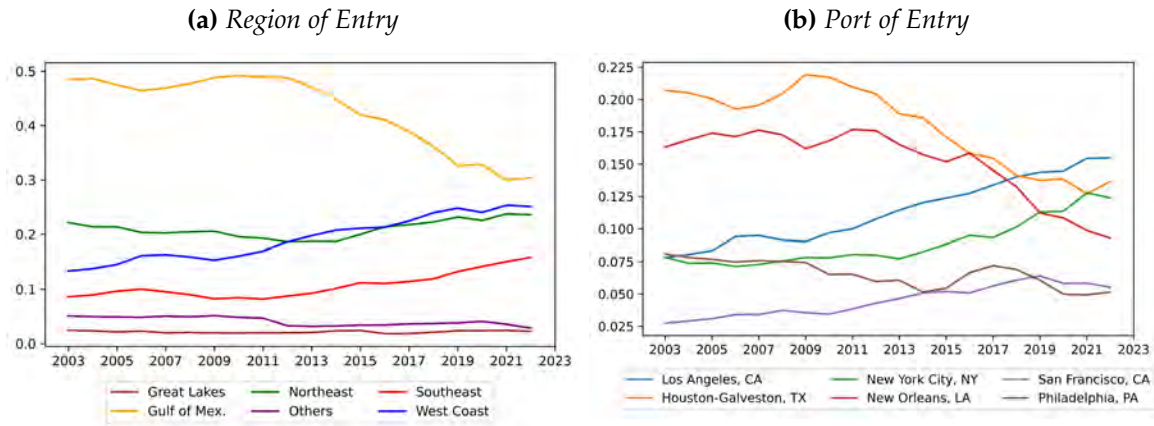 (a) Region of Entry
0.5
0.4
0.3
0.2
0.1
0.0
2003 2005 2007 2009 2011 2013 2015 2017 2019 2021 2023
Great Lakes Northeast Southeast
Gulf of Mex. Others West Coast
(b) Port of Entry
0.225
0.200
0.175
0.150
0.125
0.100
0.075
0.050
0.025
2003 2005 2007 2009 2011 2013 2015 2017 2019 2021 2023
Los Angeles, CA New York City, NY San Francisco, CA
Houston-Galveston, TX New Orleans, LA Philadelphia, PA